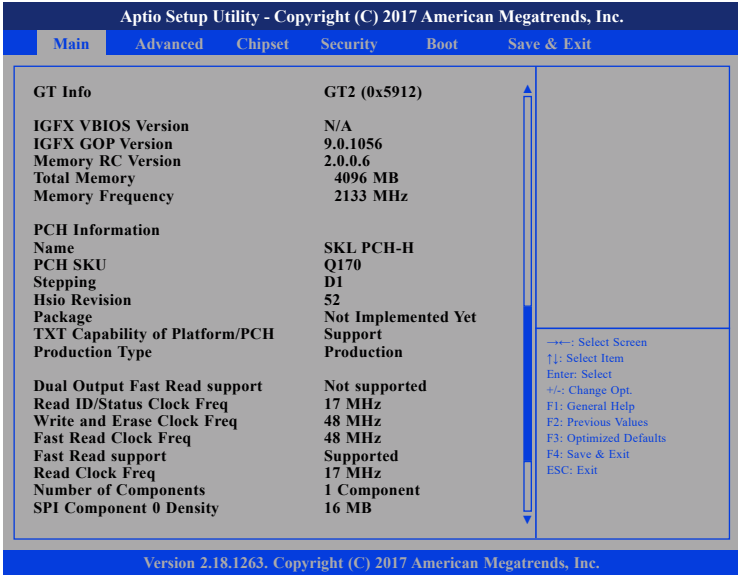 Aptio Setup Utility - Copyright (C) 2017 American Megatrends, Inc.
Main Advanced Chipset Security Boot Save & Exit
GT Info GT2 (0x5912)
IGFX VBIOS Version N/A
IGFX GOP Version 9.0.1056
Memory RC Version 2.0.0.6
Total Memory 4096 MB
Memory Frequency 2133 MHz
PCH Information
Name SKL PCH-H
PCH SKU Q170
Stepping D1
Hsio Revision 52
Package Not Implemented Yet
TXT Capability of Platform/PCH Support
Production Type Production
Dual Output Fast Read support Not supported
Read ID/Status Clock Freq 17 MHz
Write and Erase Clock Freq 48 MHz
Fast Read Clock Freq 48 MHz
Fast Read support Supported
Read Clock Freq 17 MHz
Number of Components 1 Component
SPI Component 0 Density 16 MB
→←: Select Screen
↑↓: Select Item
Enter: Select
+/-: Change Opt.
F1: General Help
F2: Previous Values
F3: Optimized Defaults
F4: Save & Exit
ESC: Exit
Version 2.18.1263. Copyright (C) 2017 American Megatrends, Inc.